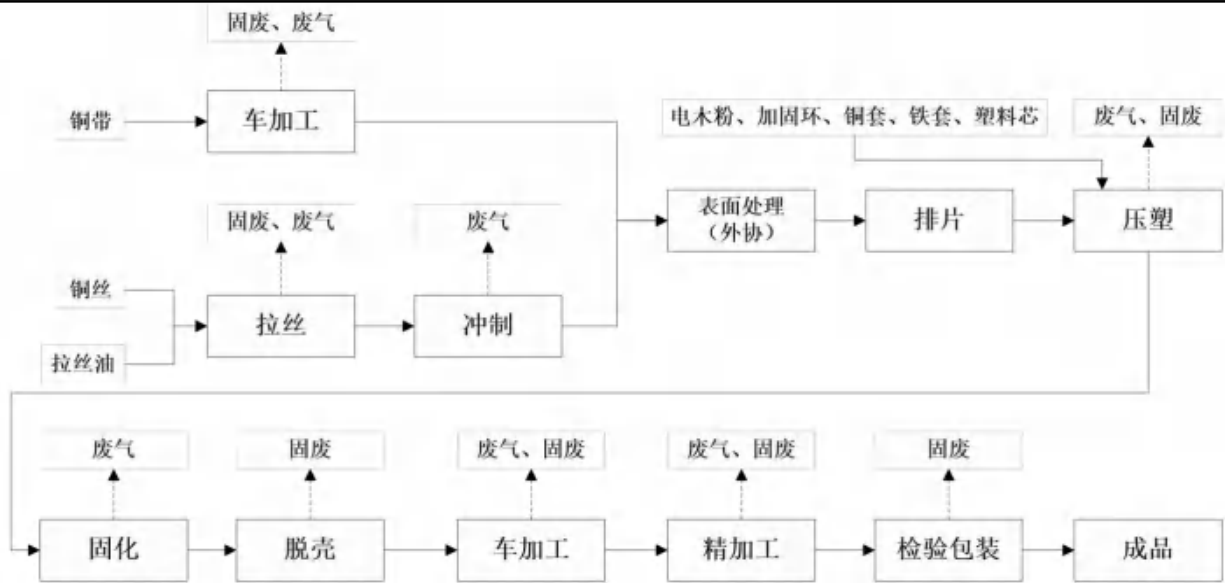 固废、废气
铜带
车加工
电木粉、加固环、铜套、铁套、塑料芯
废气、固废
固废、废气
废气
表面处理
（外协）
排片
压塑
铜丝
拉丝油
拉丝
冲制
废气
固废
废气、固废
废气、固废
固废
固化
脱壳
车加工
精加工
检验包装
成品